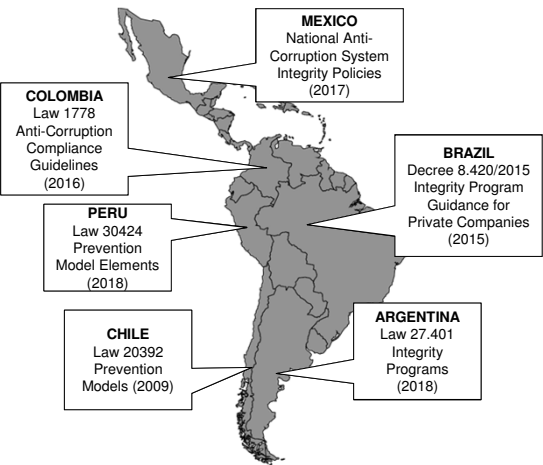 MEXICO
National Anti-
Corruption System
Integrity Policies
(2017)
COLOMBIA
Law 1778
Anti-Corruption
Compliance
Guidelines
(2016)
BRAZIL
Decree 8.420/2015
Integrity Program
Guidance for
Private Companies
(2015)
PERU
Law 30424
Prevention
Model Elements
(2018)
CHILE
Law 20392
Prevention
Models (2009)
ARGENTINA
Law 27.401
Integrity
Programs
(2018)